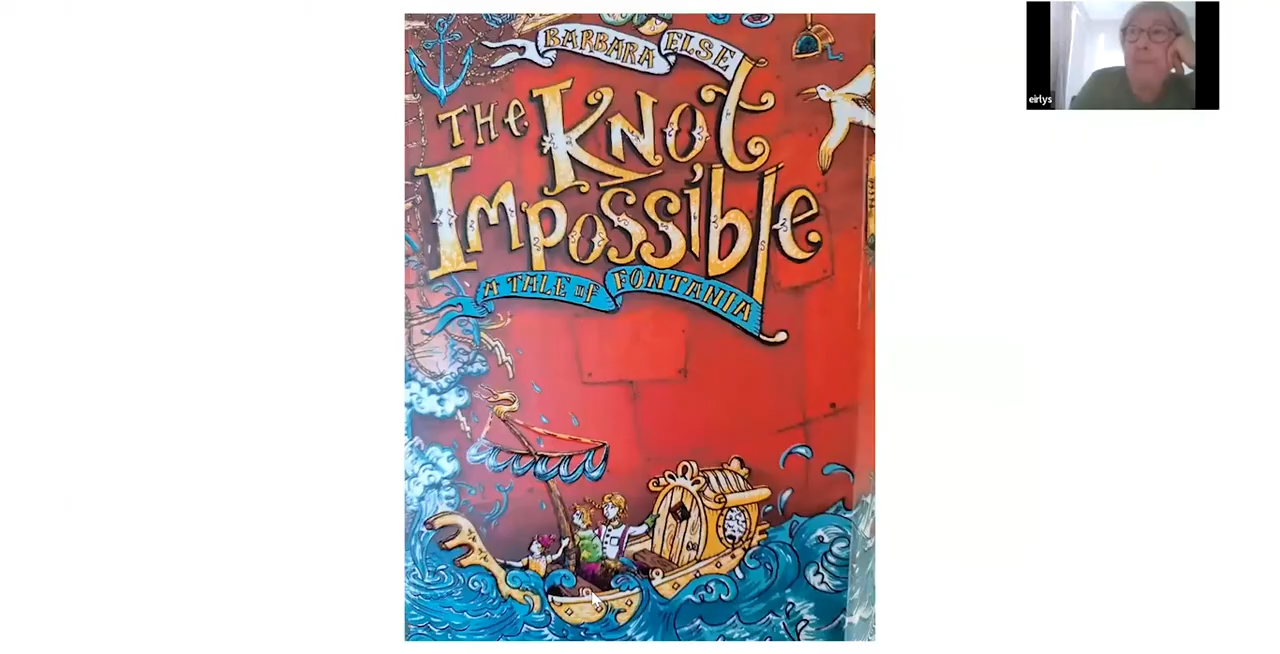 BARBARA ELSE
THE KNOT
IMPOSSIBLE
A TALE OF FONTANIA
eirlys